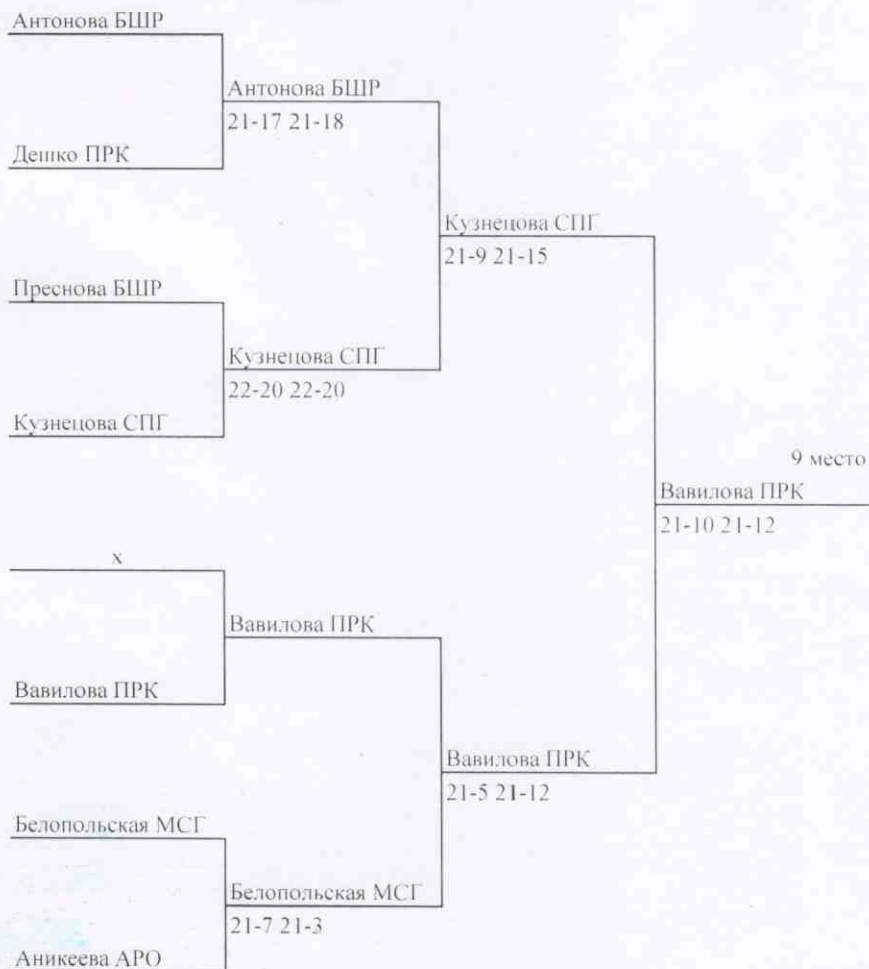 Антонова БШР
Антонова БШР
21-17 21-18
Дешко ПРК
Кузнецова СПГ
21-9 21-15
Преснова БШР
Кузнецова СПГ
22-20 22-20
Кузнецова СПГ
9 место
Вавилова ПРК
21-10 21-12
х
Вавилова ПРК
Вавилова ПРК
Вавилова ПРК
21-5 21-12
Белопольская МСГ
Белопольская МСГ
21-7 21-3
Аникеева АРО